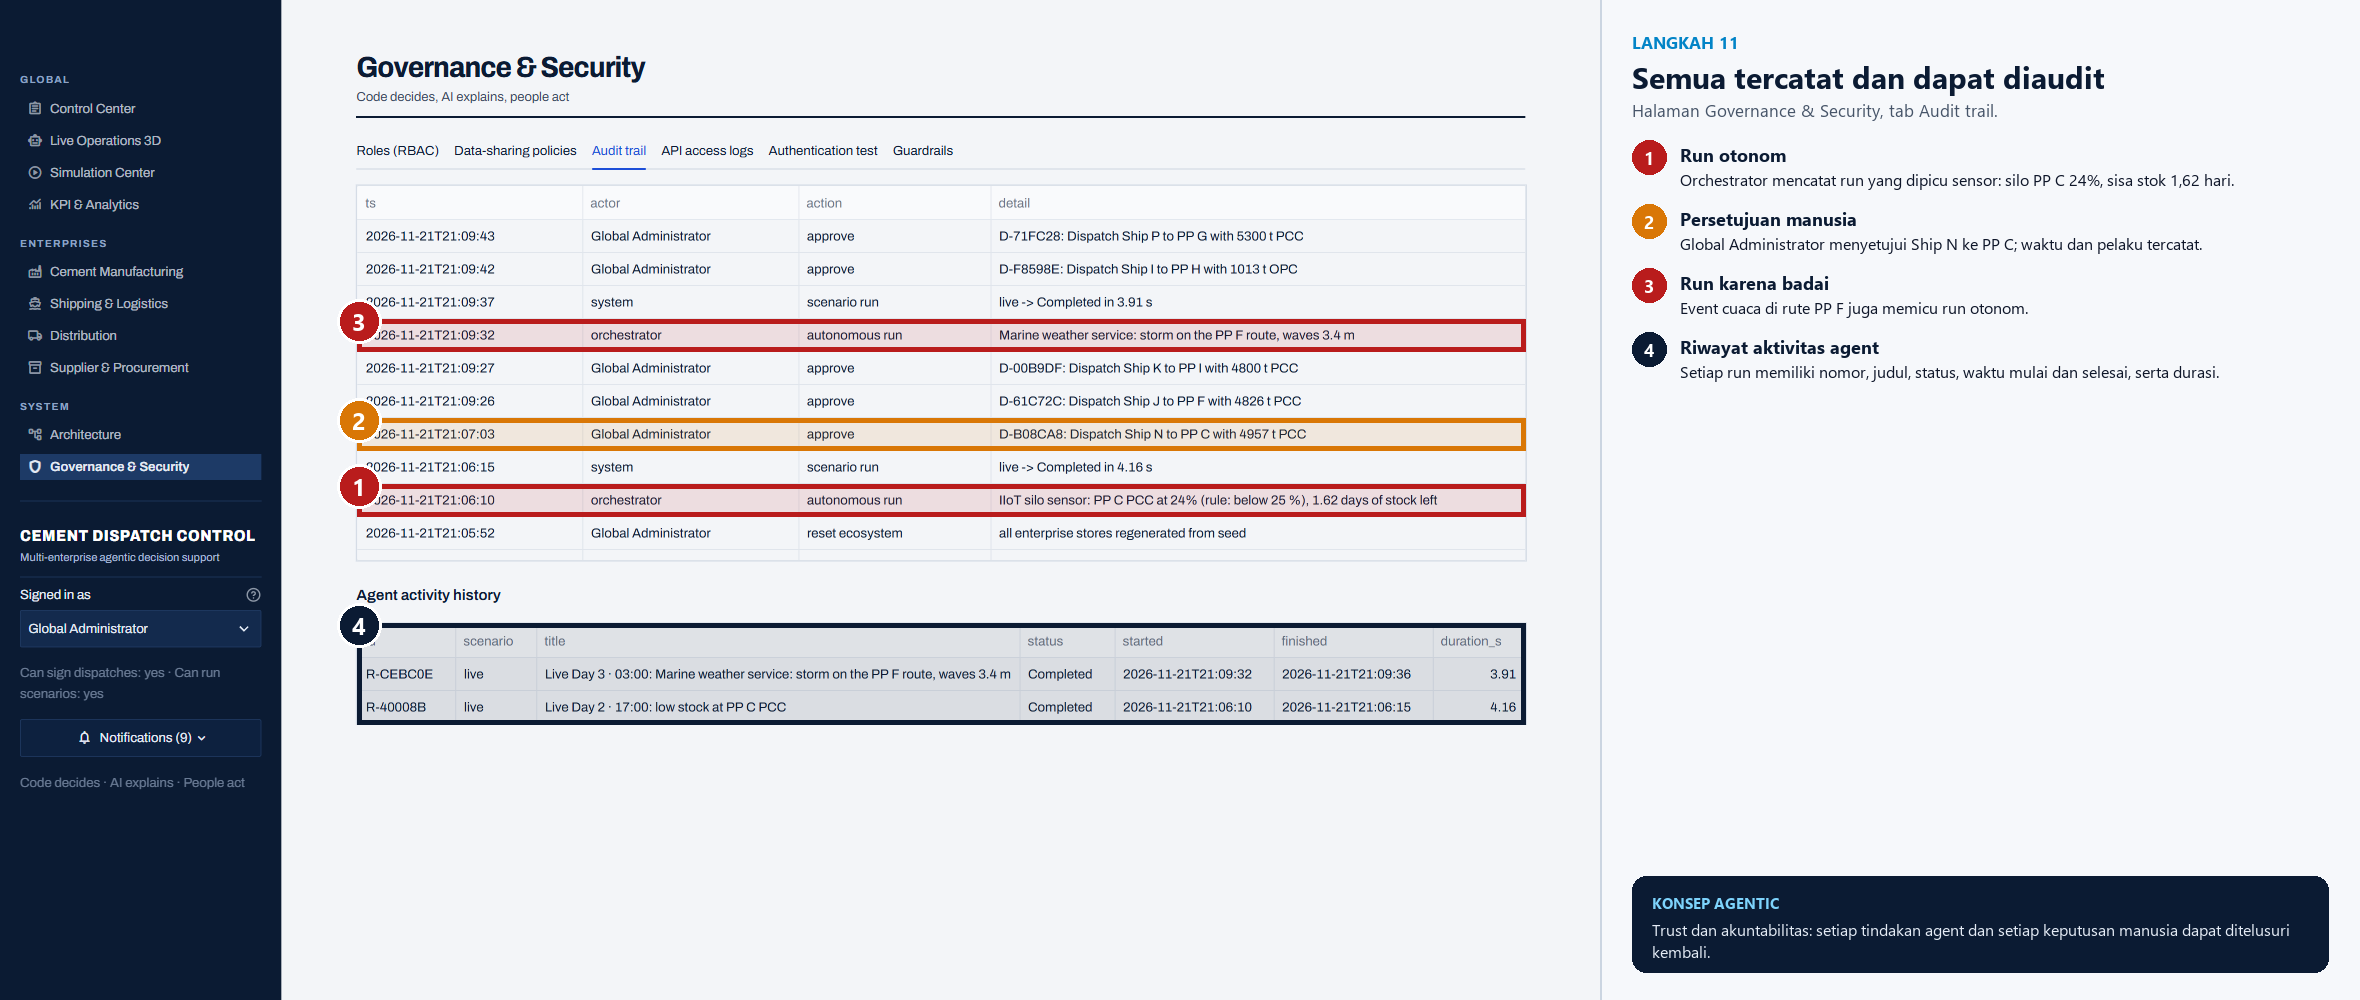 GLOBAL
Control Center
Live Operations 3D
Simulation Center
KPI & Analytics
ENTERPRISES
Cement Manufacturing
Shipping & Logistics
Distribution
Supplier & Procurement
SYSTEM
Architecture
Governance & Security
CEMENT DISPATCH CONTROL
Multi-enterprise agentic decision support
Signed in as
Global Administrator
Can sign dispatches: yes · Can run
scenarios: yes
Notifications (9)
Code decides · AI explains · People act
Governance & Security
Code decides, AI explains, people act
Roles (RBAC) Data-sharing policies Audit trail API access logs Authentication test Guardrails
ts actor action detail
2026-11-21T21:09:43 Global Administrator approve D-71FC28: Dispatch Ship P to PP G with 5300 t PCC
2026-11-21T21:09:42 Global Administrator approve D-F8598E: Dispatch Ship I to PP H with 1013 t OPC
2026-11-21T21:09:37 system scenario run live -> Completed in 3.91 s
3 026-11-21T21:09:32 orchestrator autonomous run Marine weather service: storm on the PP F route, waves 3.4 m
2026-11-21T21:09:27 Global Administrator approve D-00B9DF: Dispatch Ship K to PP I with 4800 t PCC
2026-11-21T21:09:26 Global Administrator approve D-61C72C: Dispatch Ship J to PP F with 4826 t PCC
2 026-11-21T21:07:03 Global Administrator approve D-B08CA8: Dispatch Ship N to PP C with 4957 t PCC
2026-11-21T21:06:15 system scenario run live -> Completed in 4.16 s
1 026-11-21T21:06:10 orchestrator autonomous run IIoT silo sensor: PP C PCC at 24% (rule: below 25 %), 1.62 days of stock left
2026-11-21T21:05:52 Global Administrator reset ecosystem all enterprise stores regenerated from seed
Agent activity history
4 scenario title status started finished duration_s
R-CEBC0E live Live Day 3 · 03:00: Marine weather service: storm on the PP F route, waves 3.4 m Completed 2026-11-21T21:09:32 2026-11-21T21:09:36 3.91
R-40008B live Live Day 2 · 17:00: low stock at PP C PCC Completed 2026-11-21T21:06:10 2026-11-21T21:06:15 4.16
LANGKAH 11
Semua tercatat dan dapat diaudit
Halaman Governance & Security, tab Audit trail.
1 Run otonom
Orchestrator mencatat run yang dipicu sensor: silo PP C 24%, sisa stok 1,62 hari.
2 Persetujuan manusia
Global Administrator menyetujui Ship N ke PP C; waktu dan pelaku tercatat.
3 Run karena badai
Event cuaca di rute PP F juga memicu run otonom.
4 Riwayat aktivitas agent
Setiap run memiliki nomor, judul, status, waktu mulai dan selesai, serta durasi.
KONSEP AGENTIC
Trust dan akuntabilitas: setiap tindakan agent dan setiap keputusan manusia dapat ditelusuri
kembali.